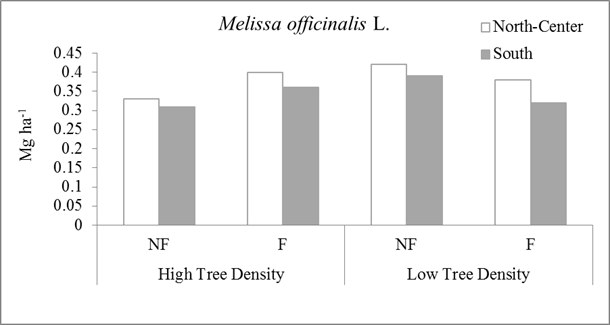 Melissa officinalis L.
North-Center
South
Mg ha-1
0.45
0.4
0.35
0.3
0.25
0.2
0.15
0.1
0.05
0
NF F NF F
High Tree Density Low Tree Density